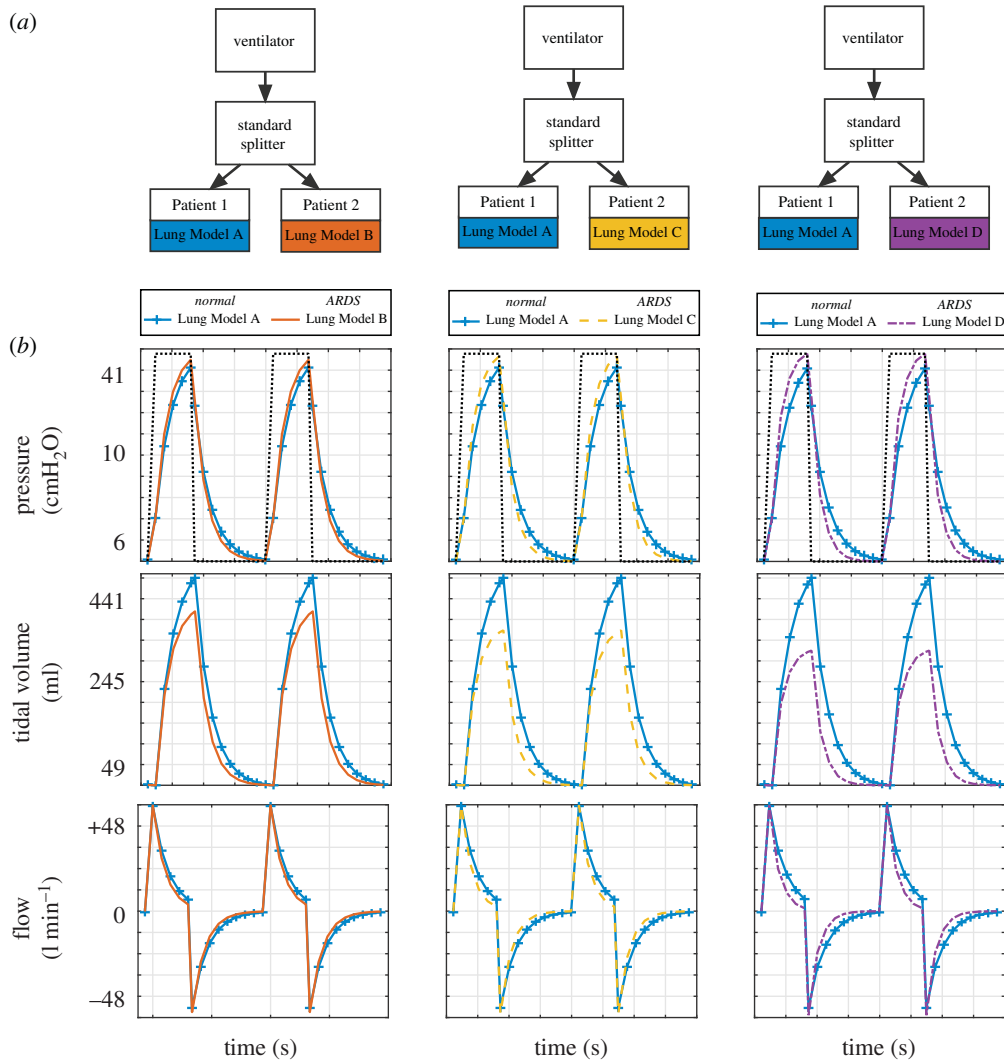 (a)
ventilator
ventilator
ventilator
standard
splitter
standard
splitter
standard
splitter
Patient 1
Patient 2
Patient 1
Patient 2
Patient 1
Patient 2
Lung Model A
Lung Model B
Lung Model A
Lung Model C
Lung Model A
Lung Model D
normal ARDS
Lung Model A Lung Model B
normal ARDS
Lung Model A Lung Model C
normal ARDS
Lung Model A Lung Model D
(b)
pressure
(cmH₂O)
41
10
6
tidal volume
(ml)
441
245
49
flow
(l min⁻¹)
+48
0
−48
time (s)
time (s)
time (s)